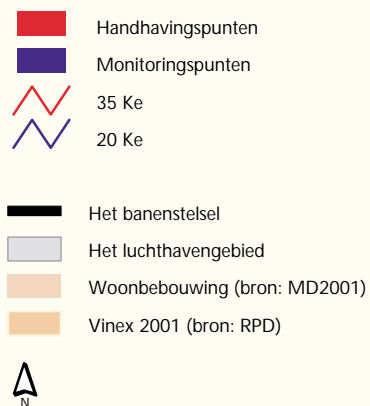 Handhavingspunten
Monitoringspunten
35 Ke
20 Ke
Het banenstelsel
Het luchthavengebied
Woonbebouwing (bron: MD2001)
Vinex 2001 (bron: RPD)
N